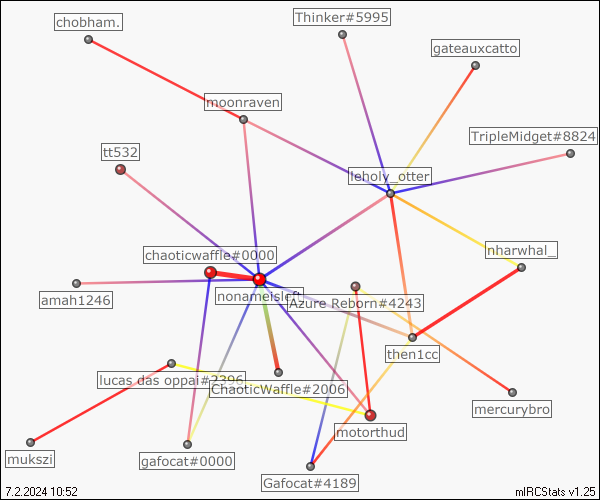 Thinker#5995
chobham.
gateauxcatto
moonraven
TripleMidget#8824
tt532
leholy_otter
chaoticwaffle#0000
nharwhal_
nonameisleft
Azure Reborn#4243
amah1246
then1cc
lucas das oppai#2396
ChaoticWaffle#2006
mercurybro
motorthud
mukszi
gafocat#0000
Gafocat#4189
7.2.2024 10:52
mIRCStats v1.25